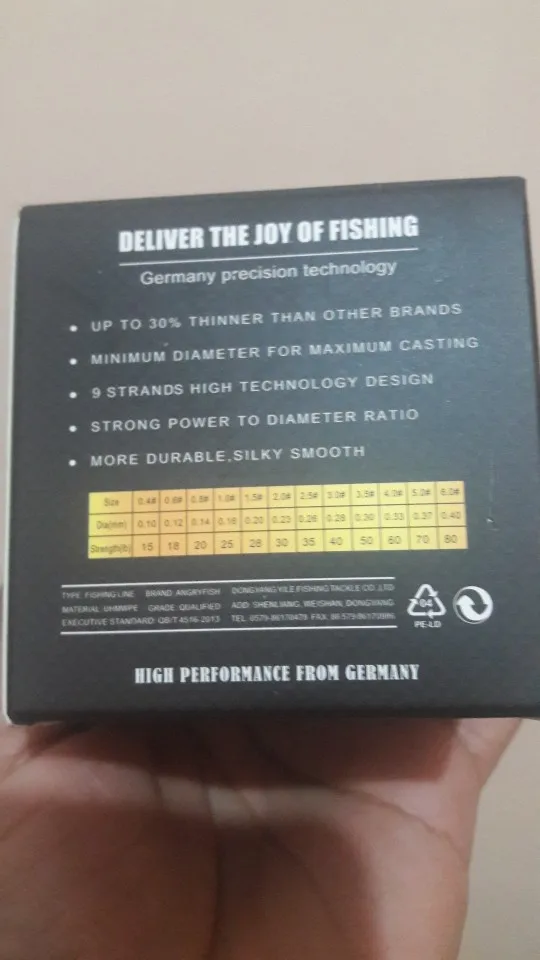 DELIVER THE JOY OF FISHING
Germany precision technology
• UP TO 30% THINNER THAN OTHER BRANDS
• MINIMUM DIAMETER FOR MAXIMUM CASTING
• 9 STRANDS HIGH TECHNOLOGY DESIGN
• STRONG POWER TO DIAMETER RATIO
• MORE DURABLE,SILKY SMOOTH
Size 0.4# 0.6# 0.8# 1.0# 1.5# 2.0# 2.5# 3.0# 3.5# 4.0# 5.0# 6.0#
Dia(mm) 0.10 0.12 0.14 0.16 0.20 0.23 0.26 0.28 0.30 0.33 0.37 0.40
Strength(lb) 15 18 20 25 28 30 35 40 50 60 70 80
TYPE FISHING LINE BRAND ANGRYFISH DONGYANG YILE FISHING TACKLE CO.,LTD
MATERIAL UHMWPE GRADE QUALIFIED ADD: SHENLIANG, WEISHAN, DONGYANG
EXECUTIVE STANDARD: QB/T 4516-2013 TEL: 0579-86170479 FAX:
04
PE-LD
HIGH PERFORMANCE FROM GERMANY